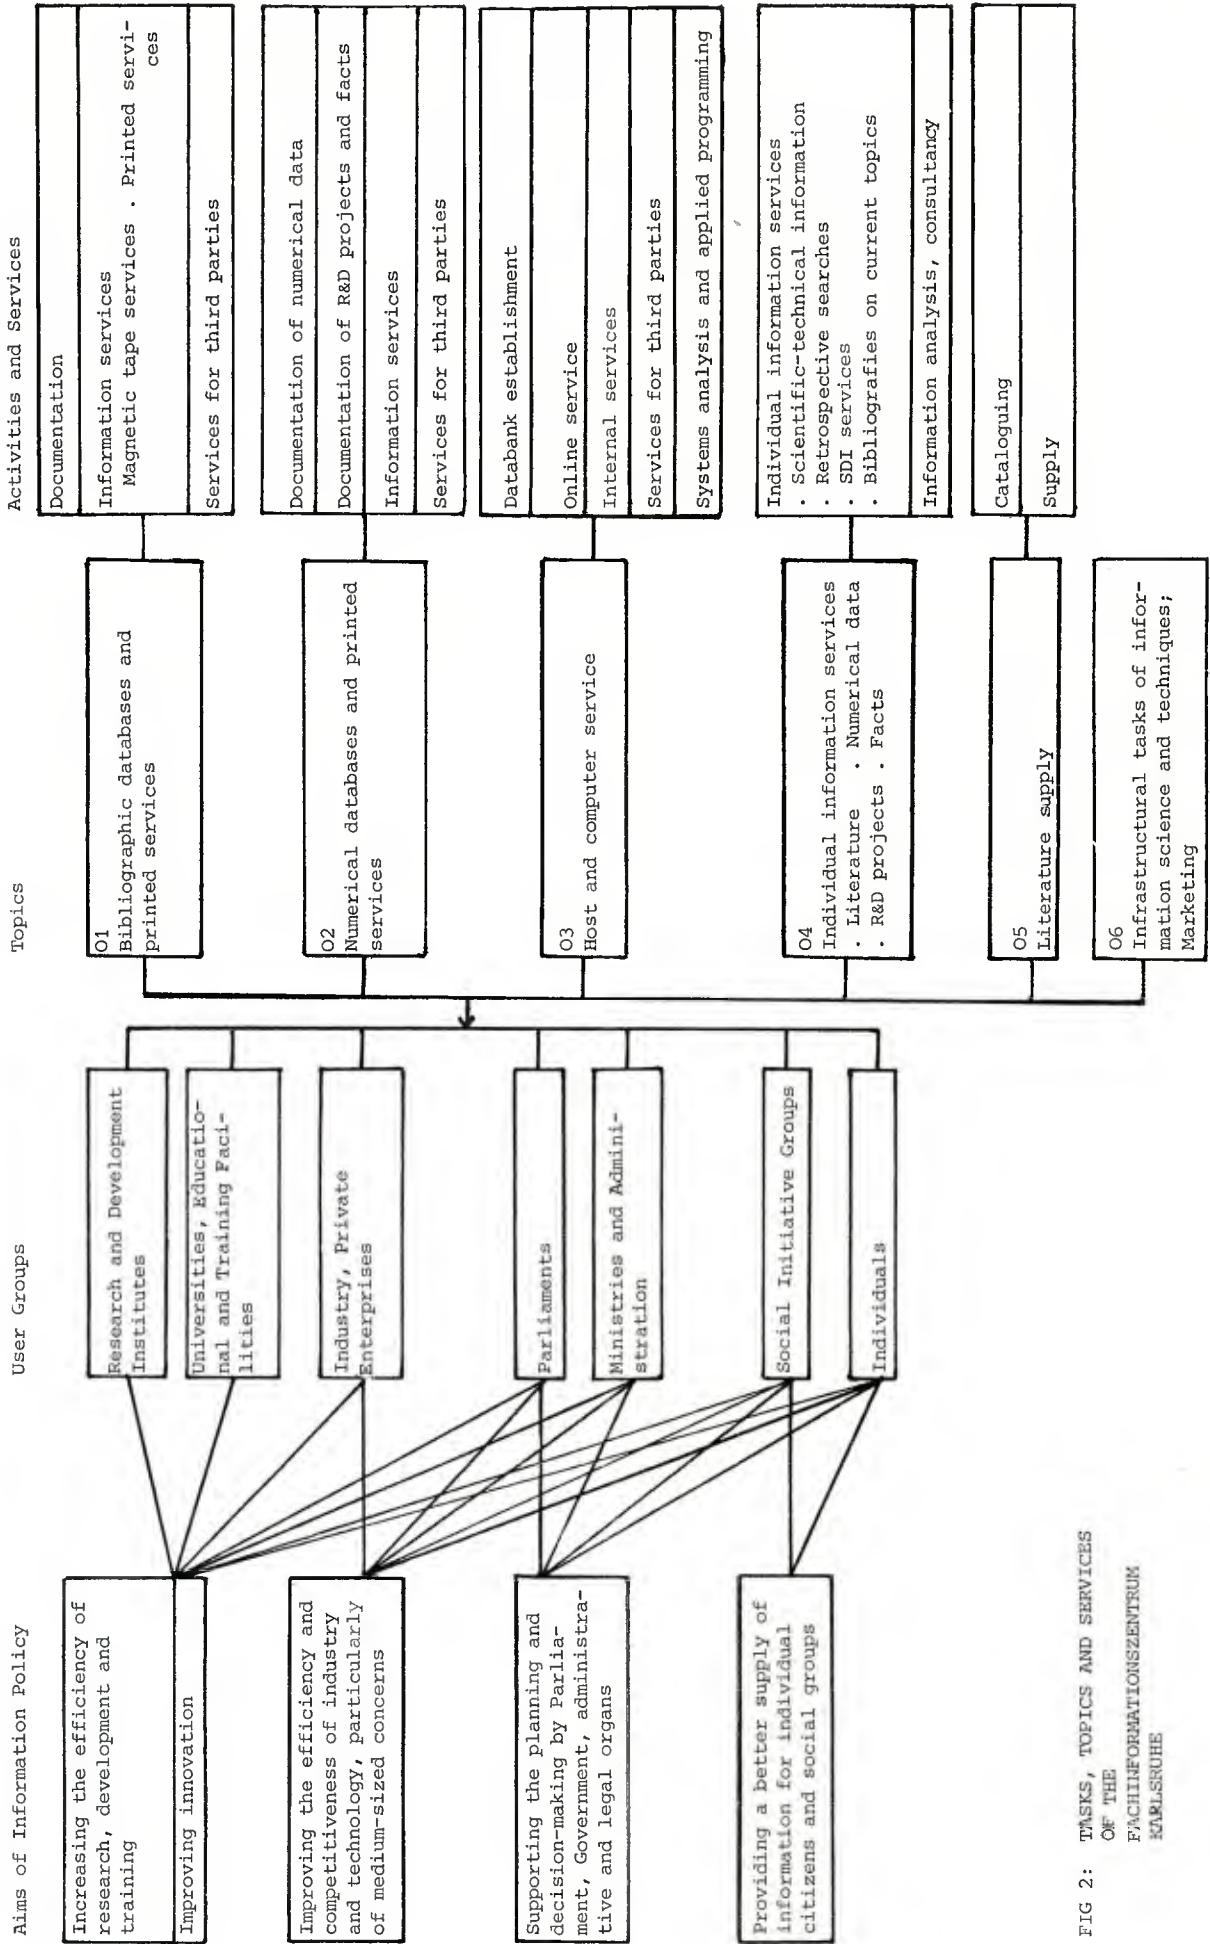 Aims of Information Policy
Increasing the efficiency of
research, development and
training
Improving innovation
Improving the efficiency and
competitiveness of industry
and technology, particularly
of medium-sized concerns
Supporting the planning and
decision-making by Parlia-
ment, Government, administra-
tive and legal organs
Providing a better supply of
information for individual
citizens and social groups
User Groups
Research and Development
Institutes
Universities, Educatio-
nal and Training Faci-
lities
Industry, Private
Enterprises
Parliaments
Ministries and Admini-
stration
Social Initiative Groups
Individuals
Topics
01
Bibliographic databases and
printed services
02
Numerical databases and printed
services
03
Host and computer service
04
Individual information services
. Literature . Numerical data
. R&D projects . Facts
05
Literature supply
06
Infrastructural tasks of infor-
mation science and techniques;
Marketing
Activities and Services
Documentation
Information services
Magnetic tape services . Printed servi-
ces
Services for third parties
Documentation of numerical data
Documentation of R&D projects and facts
Information services
Services for third parties
Databank establishment
Online service
Internal services
Services for third parties
Systems analysis and applied programming
Individual information services
. Scientific-technical information
. Retrospective searches
. SDI services
. Bibliografies on current topics
Information analysis, consultancy
Cataloguing
Supply
FIG 2: TASKS, TOPICS AND SERVICES
OF THE
FACHINFORMATIONSZENTRUM
KARLSRUHE